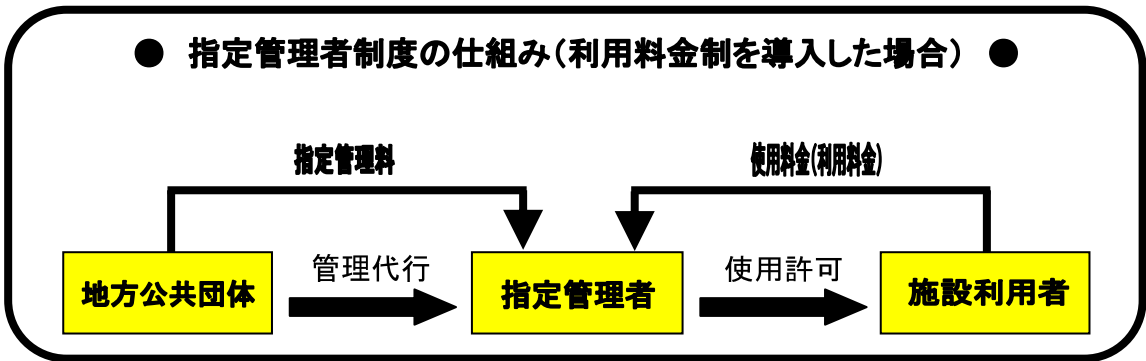 ● 指定管理者制度の仕組み(利用料金制を導入した場合) ●
指定管理料
使用料金(利用料金)
管理代行
使用許可
地方公共団体
指定管理者
施設利用者